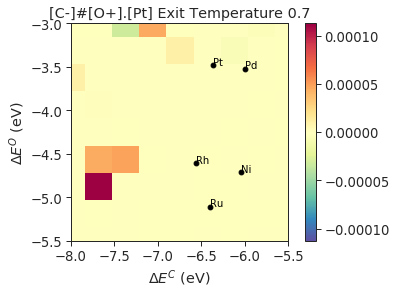 [C-]#[O+].[Pt] Exit Temperature 0.7
−3.0
−3.5
−4.0
−4.5
−5.0
−5.5
ΔE^O (eV)
Pt
Pd
Rh
Ni
Ru
−8.0 −7.5 −7.0 −6.5 −6.0 −5.5
ΔE^C (eV)
0.00010
0.00005
0.00000
−0.00005
−0.00010